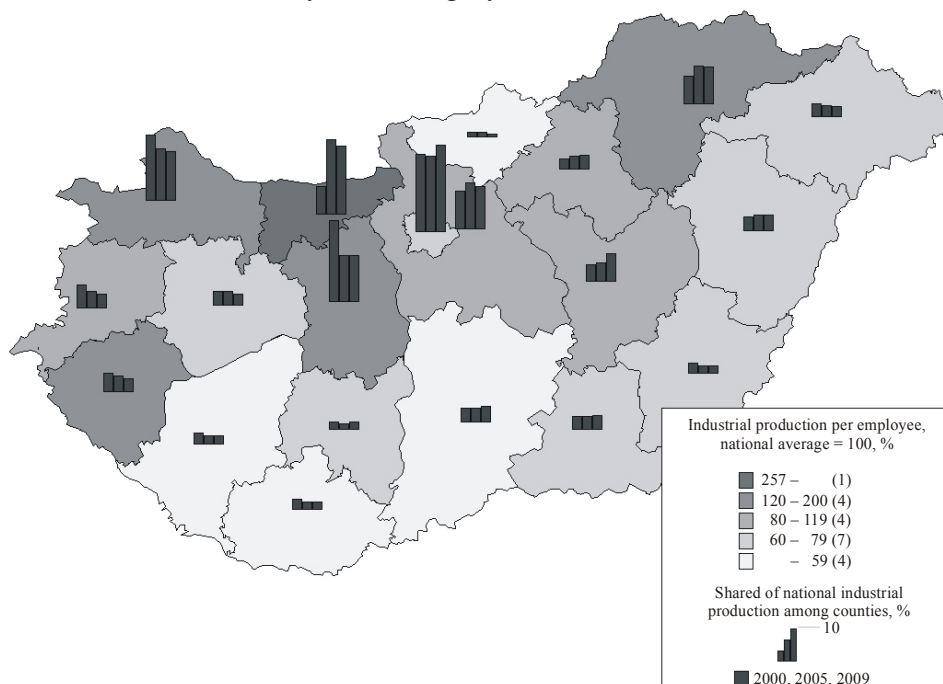 Industrial production per employee,
national average = 100, %
257 – (1)
120 – 200 (4)
80 – 119 (4)
60 – 79 (7)
– 59 (4)
Shared of national industrial
production among counties, %
10
2000, 2005, 2009